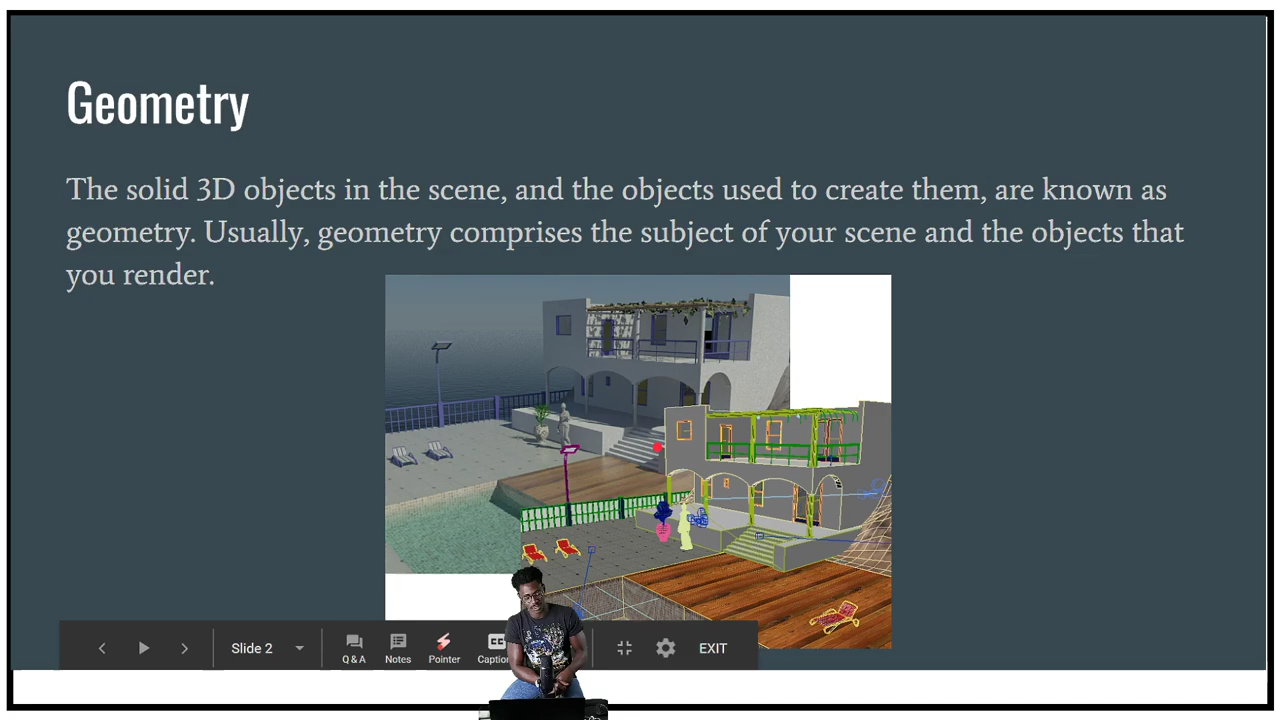 Geometry
The solid 3D objects in the scene, and the objects used to create them, are known as
geometry. Usually, geometry comprises the subject of your scene and the objects that
you render.
Slide 2
Q & A
Notes
Pointer
CC
EXIT